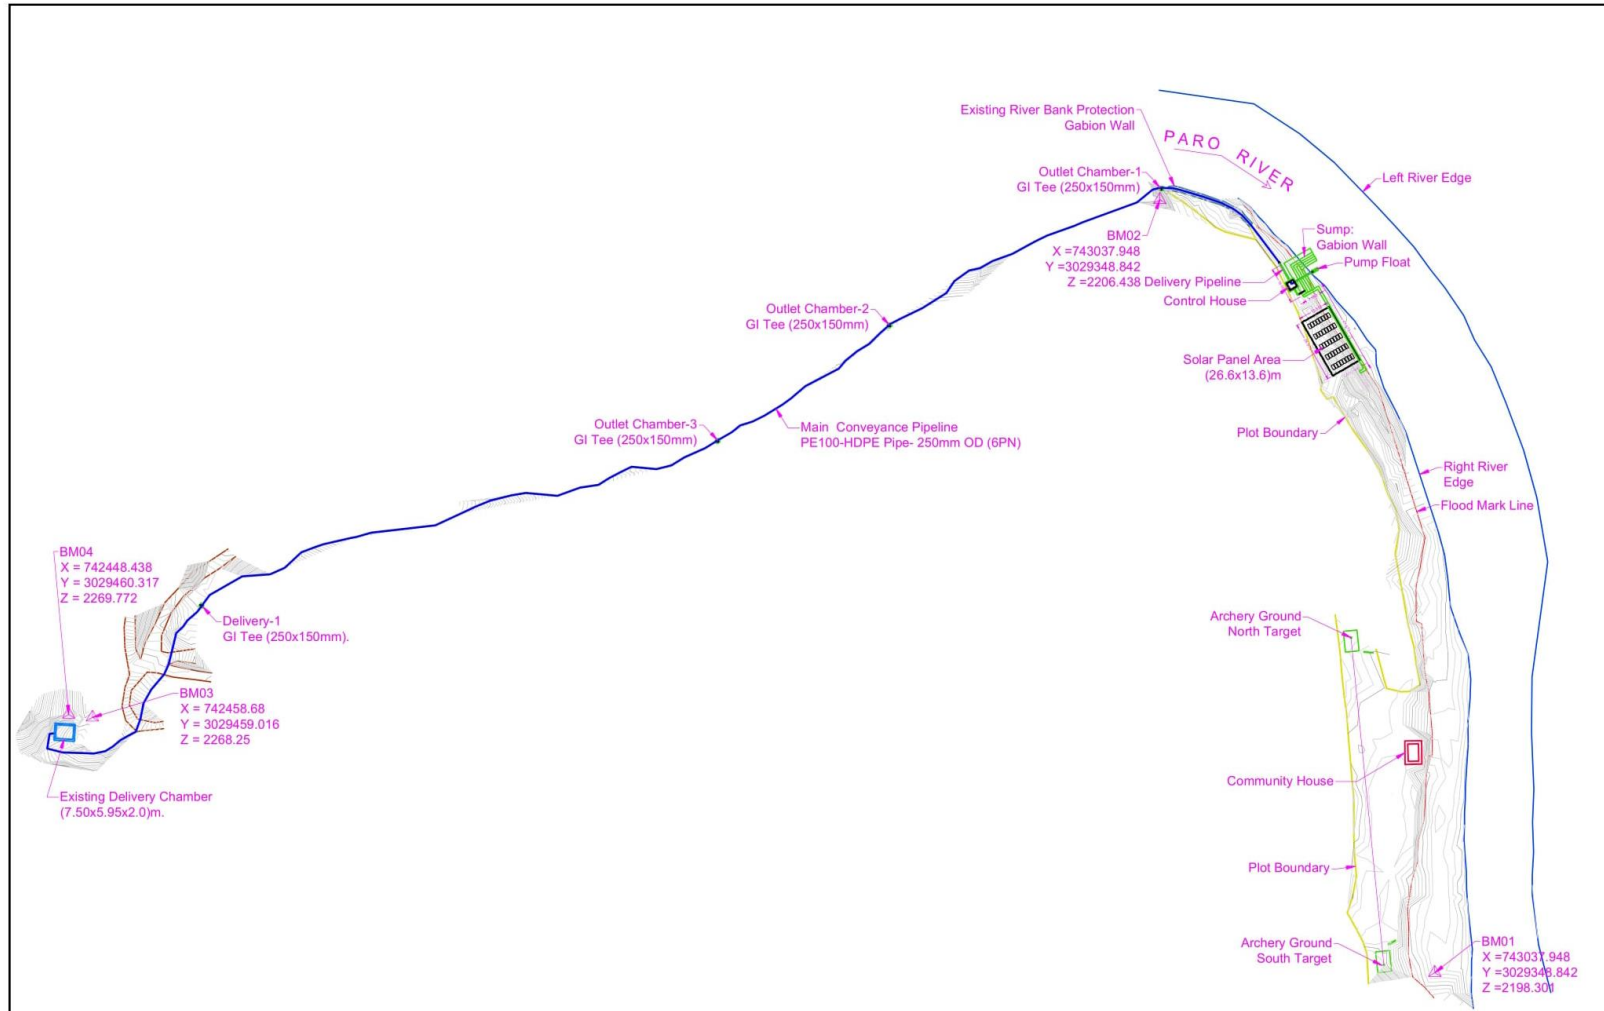 Existing River Bank Protection
Gabion Wall
PARO RIVER
Left River Edge
Outlet Chamber-1
GI Tee (250x150mm)
Sump:
Gabion Wall
Pump Float
BM02
X =743037.948
Y =3029348.842
Z =2206.438
Delivery Pipeline
Control House
Outlet Chamber-2
GI Tee (250x150mm)
Solar Panel Area
(26.6x13.6)m
Outlet Chamber-3
GI Tee (250x150mm)
Main Conveyance Pipeline
PE100-HDPE Pipe- 250mm OD (6PN)
Plot Boundary
Right River
Edge
Flood Mark Line
BM04
X = 742448.438
Y = 3029460.317
Z = 2269.772
Delivery-1
GI Tee (250x150mm).
Archery Ground
North Target
BM03
X = 742458.68
Y = 3029459.016
Z = 2268.25
Existing Delivery Chamber
(7.50x5.95x2.0)m.
Community House
Plot Boundary
Archery Ground
South Target
BM01
X =743037.948
Y =3029348.842
Z =2198.301